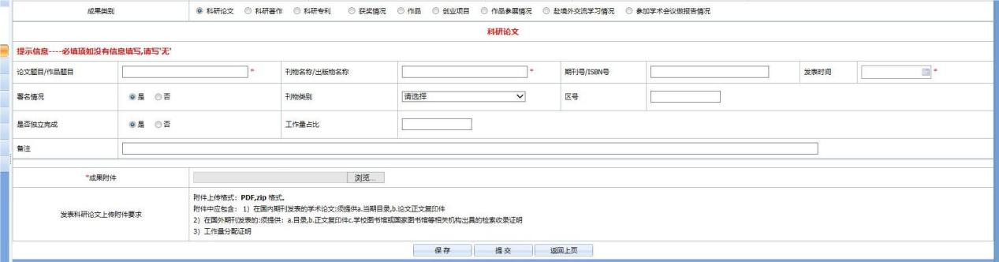 成果类别 科研论文 科研著作 科研专利 获奖情况 作品 创业项目 作品参展情况 赴境外交流学习情况 参加学术会议做报告情况
科研论文
提示信息----必填项如没有信息填写,请写'无'
论文题目/作品题目 * 刊物名称/出版物名称 * 期刊号/ISBN号 发表时间 *
署名情况 是 否 刊物类别 请选择 区号
是否独立完成 是 否 工作量占比
备注
*成果附件 浏览...
发表科研论文上传附件要求
附件上传格式：PDF,zip 格式。
附件中应包含： 1）在国内期刊发表的学术论文:须提供a.当期目录,b.论文正文复印件
2）在国外期刊发表的:须提供：a.目录,b.正文复印件c.学校图书馆或国家图书馆等相关机构出具的检索收录证明
3）工作量分配证明
保 存 提 交 返回上页